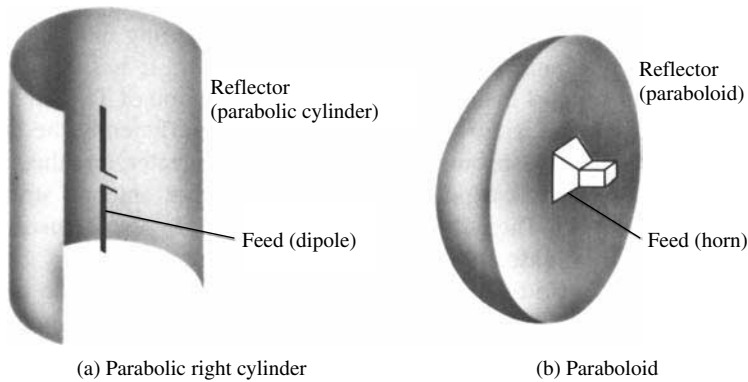 Reflector
(parabolic cylinder)
Feed (dipole)
(a) Parabolic right cylinder
Reflector
(paraboloid)
Feed (horn)
(b) Paraboloid